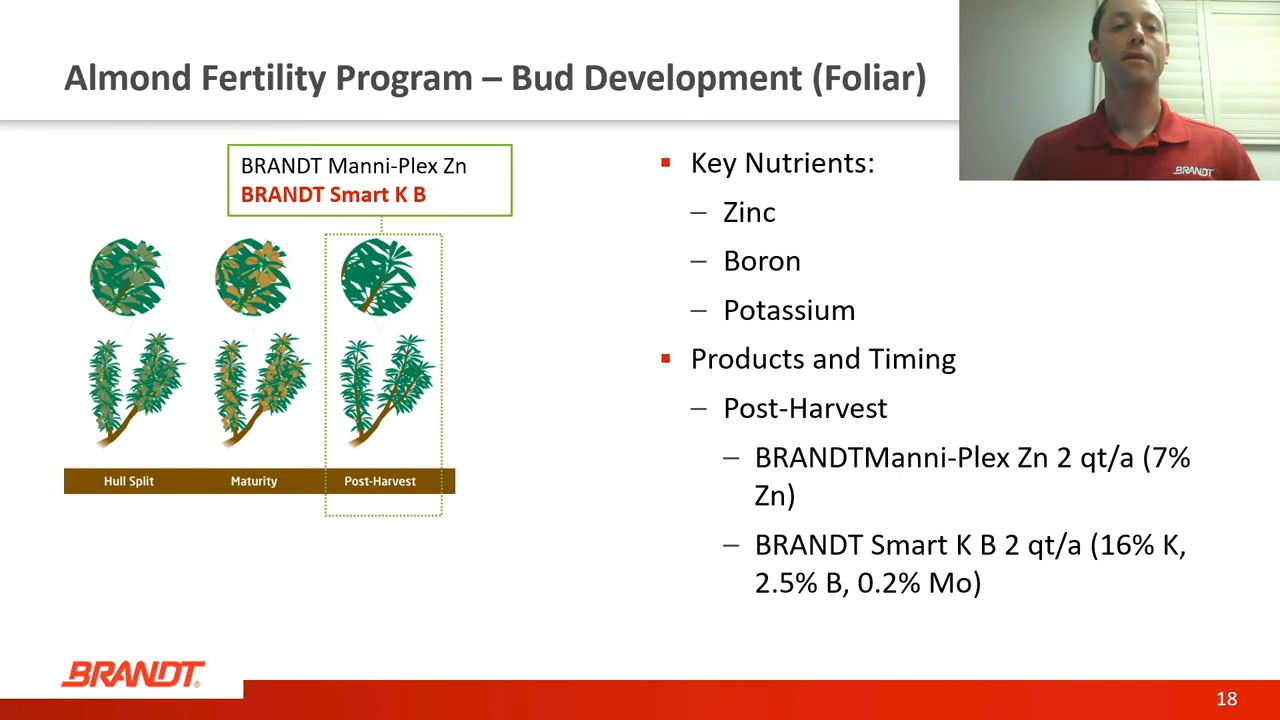 Almond Fertility Program – Bud Development (Foliar)
BRANDT
BRANDT Manni-Plex Zn
BRANDT Smart K B
Hull Split
Maturity
Post-Harvest
Key Nutrients:
– Zinc
– Boron
– Potassium
Products and Timing
– Post-Harvest
– BRANDTManni-Plex Zn 2 qt/a (7%
Zn)
– BRANDT Smart K B 2 qt/a (16% K,
2.5% B, 0.2% Mo)
BRANDT®
18